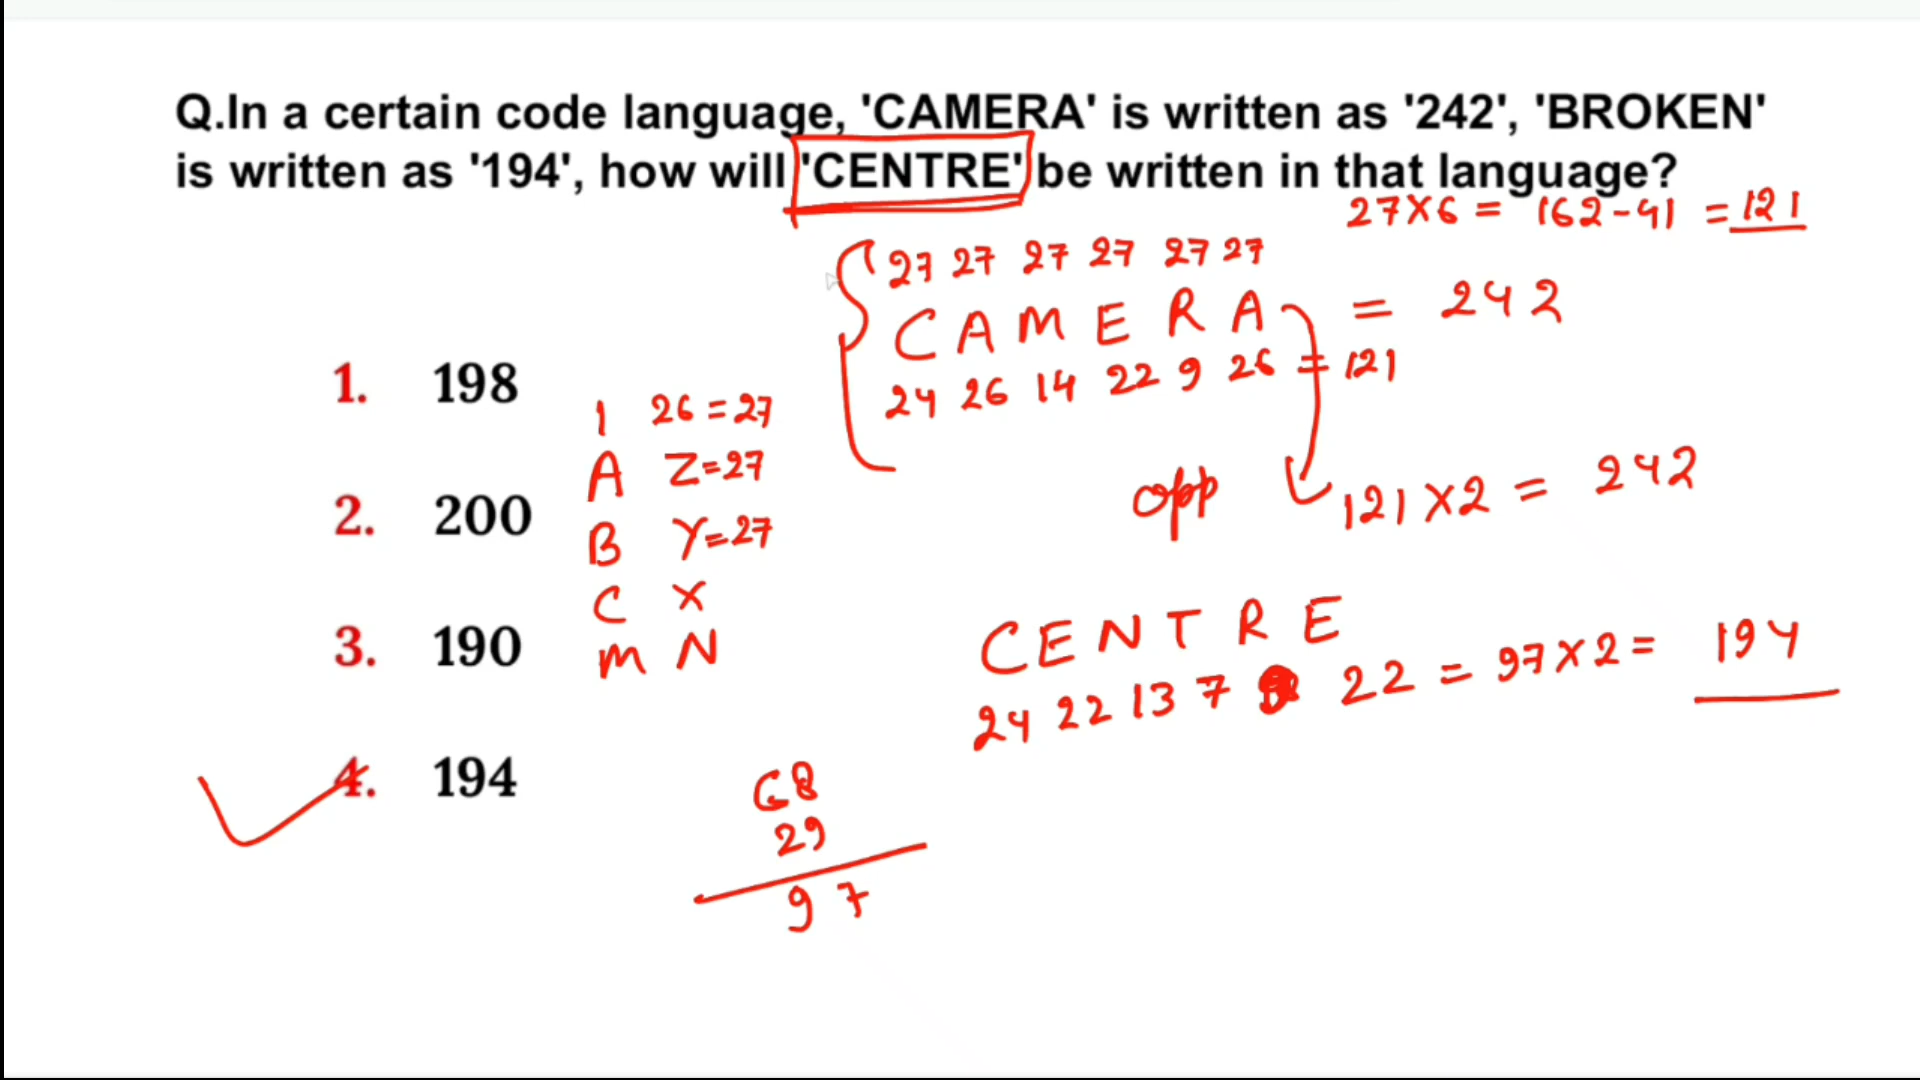 Q.In a certain code language, 'CAMERA' is written as '242', 'BROKEN'
is written as '194', how will 'CENTRE' be written in that language?
27×6 = 162-41 = 121
27 27 27 27 27 27
C A M E R A = 242
24 26 14 22 9 26 = 121
1. 198
1 26 = 27
A Z=27
opp 121×2 = 242
2. 200
B Y=27
C X
3. 190
M N
C E N T R E
24 22 13 7 22 = 97×2 = 194
4. 194
68
29
97